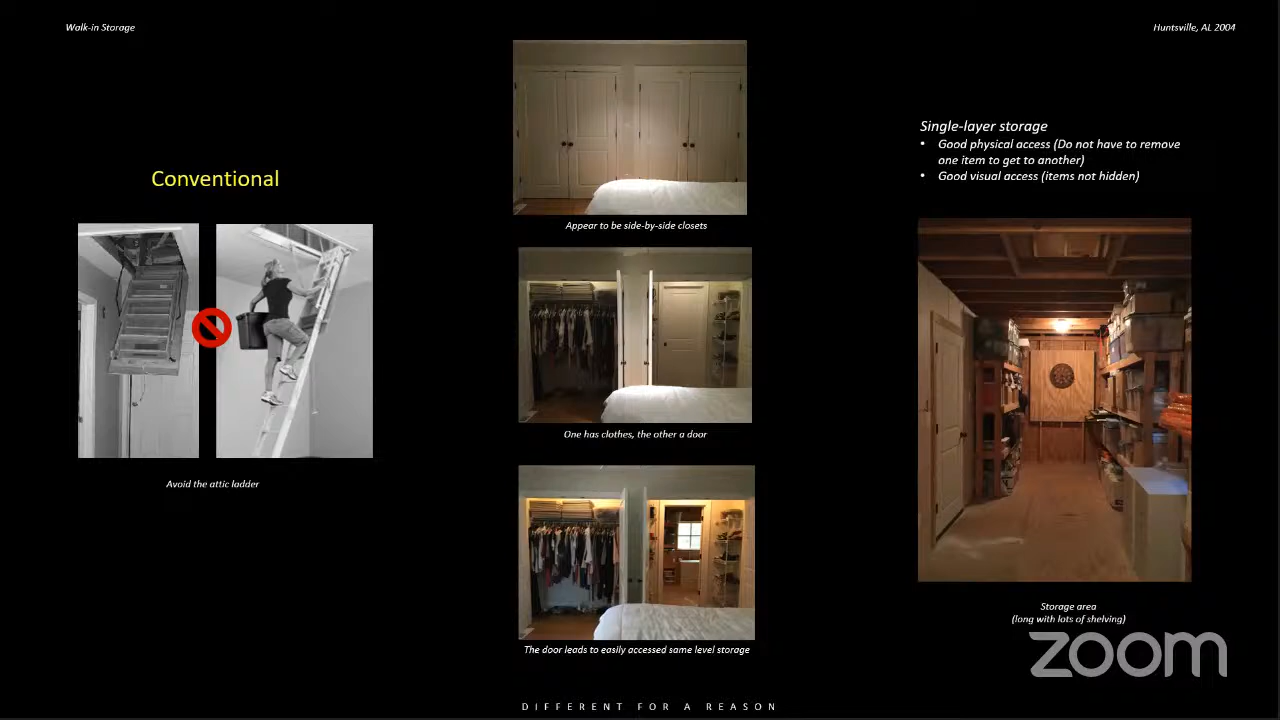 Walk-in Storage
Huntsville, AL 2004
Conventional
Avoid the attic ladder
Appear to be side-by-side closets
One has clothes, the other a door
The door leads to easily accessed same level storage
Single-layer storage
• Good physical access (Do not have to remove
one item to get to another)
• Good visual access (items not hidden)
Storage area
(long with lots of shelving)
zoom
DIFFERENT FOR A REASON